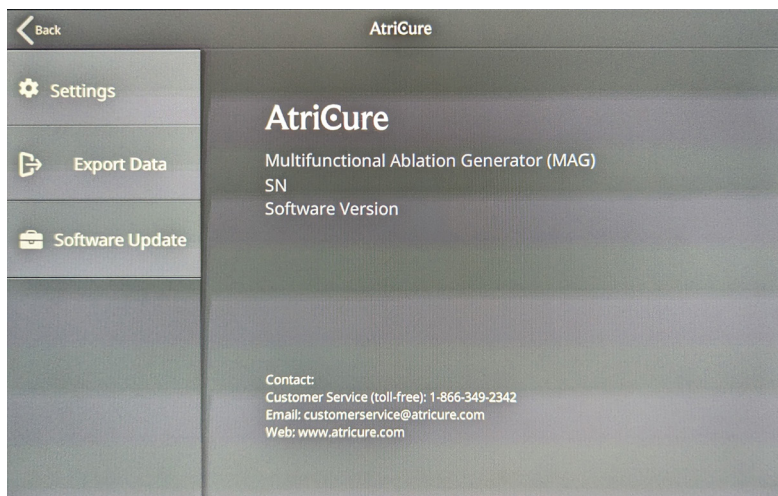 Back
AtriCure
Settings
Export Data
Software Update
AtriCure
Multifunctional Ablation Generator (MAG)
SN
Software Version
Contact:
Customer Service (toll-free): 1-866-349-2342
Email: customerservice@atricure.com
Web: www.atricure.com